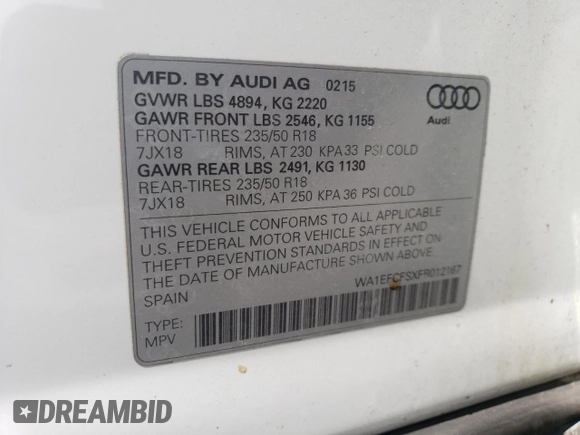 MFD. BY AUDI AG 0215
GVWR LBS 4894, KG 2220
GAWR FRONT LBS 2546, KG 1155
FRONT-TIRES 235/50 R18
7JX18 RIMS, AT 230 KPA 33 PSI COLD
GAWR REAR LBS 2491, KG 1130
REAR-TIRES 235/50 R18
7JX18 RIMS, AT 250 KPA 36 PSI COLD
Audi
THIS VEHICLE CONFORMS TO ALL APPLICABLE
U.S. FEDERAL MOTOR VEHICLE SAFETY AND
THEFT PREVENTION STANDARDS IN EFFECT ON
THE DATE OF MANUFACTURE SHOWN ABOVE
SPAIN
WA1EFCFSXFR012167
TYPE:
MPV
DREAMBID